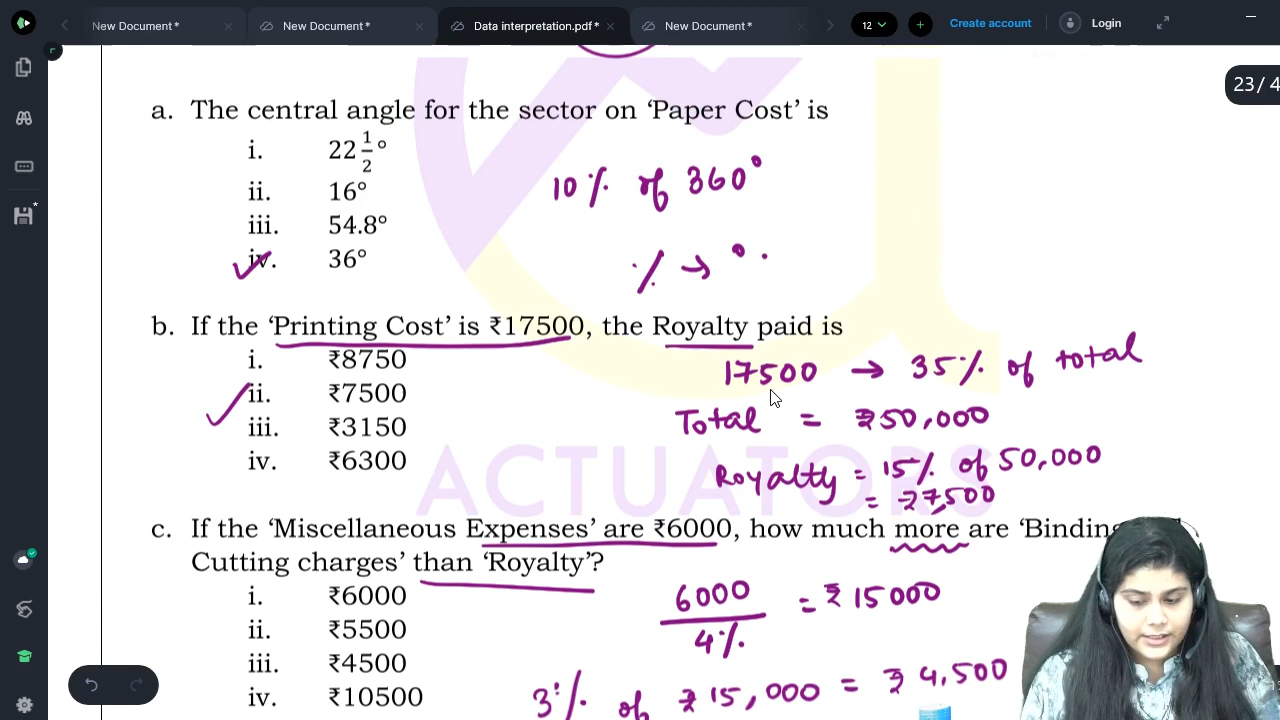 New Document* New Document* Data interpretation.pdf* New Document* 12 Create account Login
23/4
a. The central angle for the sector on ‘Paper Cost’ is
i. 22 1/2°
ii. 16°
iii. 54.8°
iv. 36°
10% of 360°
% → °.
b. If the ‘Printing Cost’ is ₹17500, the Royalty paid is
i. ₹8750
ii. ₹7500
iii. ₹3150
iv. ₹6300
17500 → 35% of total
Total = ₹50,000
Royalty = 15% of 50,000
= ₹7,500
ACTUATORS
c. If the ‘Miscellaneous Expenses’ are ₹6000, how much more are ‘Binding
Cutting charges’ than ‘Royalty’?
i. ₹6000
ii. ₹5500
iii. ₹4500
iv. ₹10500
6000/4% = ₹15000
3% of ₹15,000 = ₹4,500